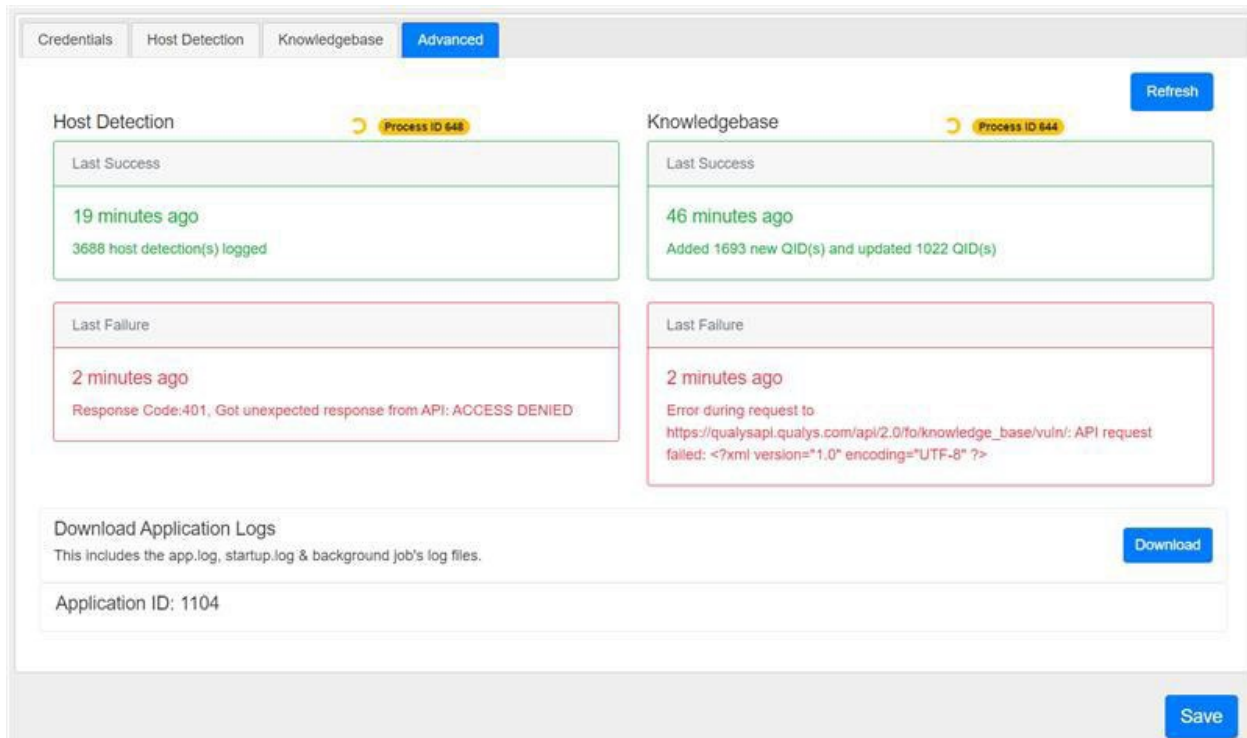 Credentials
Host Detection
Knowledgebase
Advanced
Refresh
Host Detection
Process ID 648
Last Success
19 minutes ago
3688 host detection(s) logged
Last Failure
2 minutes ago
Response Code:401, Got unexpected response from API: ACCESS DENIED
Knowledgebase
Process ID 644
Last Success
46 minutes ago
Added 1693 new QID(s) and updated 1022 QID(s)
Last Failure
2 minutes ago
Error during request to
https://qualysapi.qualys.com/api/2.0/fo/knowledge_base/vuln/: API request
failed: <?xml version="1.0" encoding="UTF-8" ?>
Download Application Logs
This includes the app.log, startup.log & background job's log files.
Download
Application ID: 1104
Save